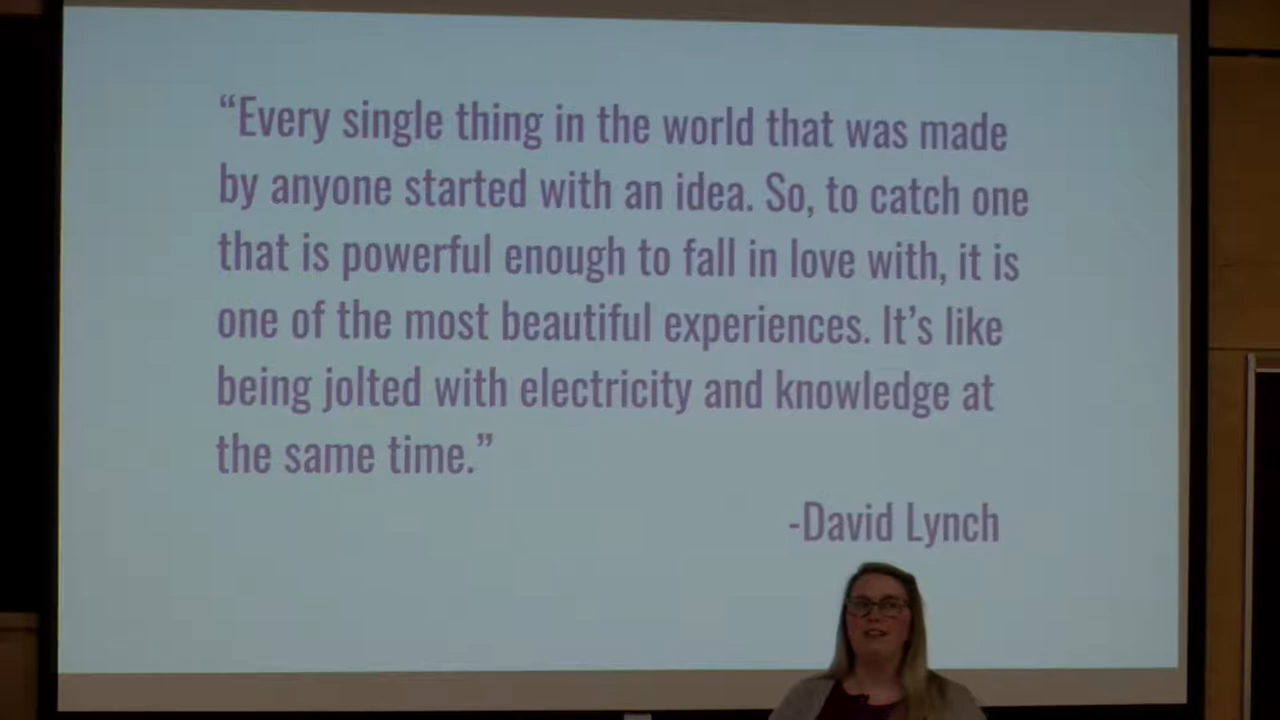 “Every single thing in the world that was made
by anyone started with an idea. So, to catch one
that is powerful enough to fall in love with, it is
one of the most beautiful experiences. It’s like
being jolted with electricity and knowledge at
the same time.”
-David Lynch